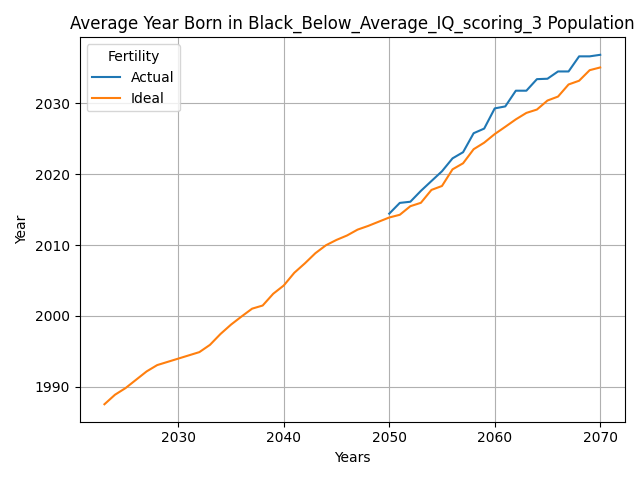 Average Year Born in Black_Below_Average_IQ_scoring_3 Population
Fertility
Actual
Ideal
Year
2030
2020
2010
2000
1990
2030 2040 2050 2060 2070
Years